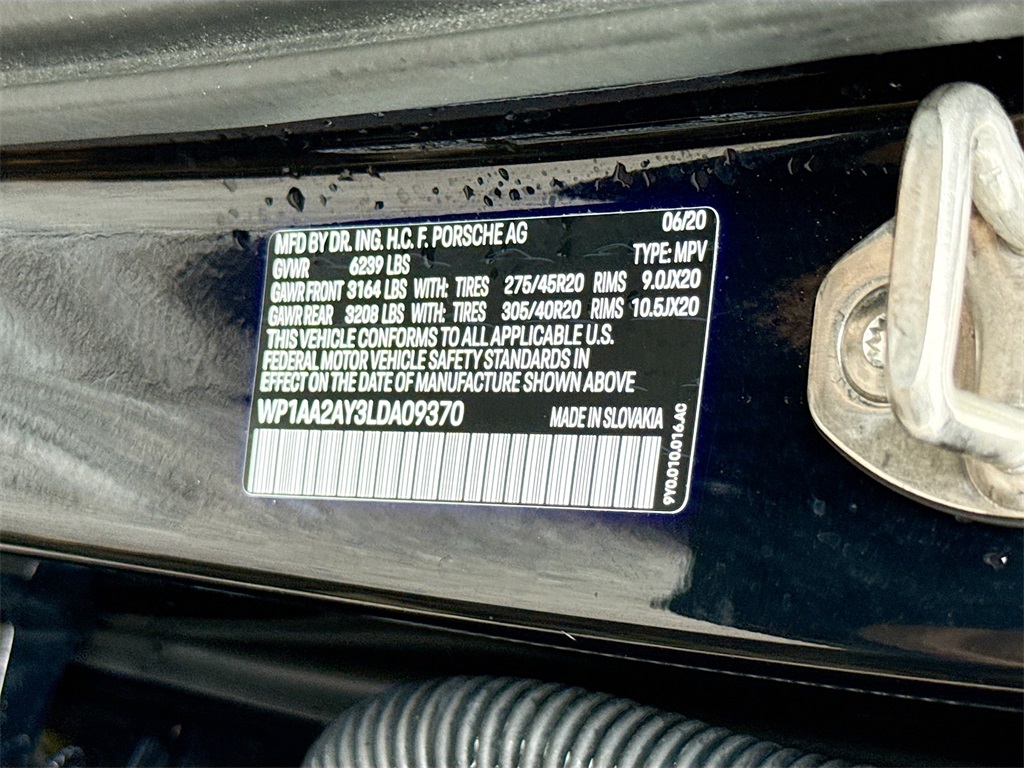 MFD BY DR. ING. H.C. F. PORSCHE AG 06/20
GVWR 6239 LBS TYPE: MPV
GAWR FRONT 3164 LBS WITH: TIRES 275/45R20 RIMS 9.0JX20
GAWR REAR 3208 LBS WITH: TIRES 305/40R20 RIMS 10.5JX20
THIS VEHICLE CONFORMS TO ALL APPLICABLE U.S.
FEDERAL MOTOR VEHICLE SAFETY STANDARDS IN
EFFECT ON THE DATE OF MANUFACTURE SHOWN ABOVE
WP1AA2AY3LDA09370 MADE IN SLOVAKIA
9Y0.010.016.AC